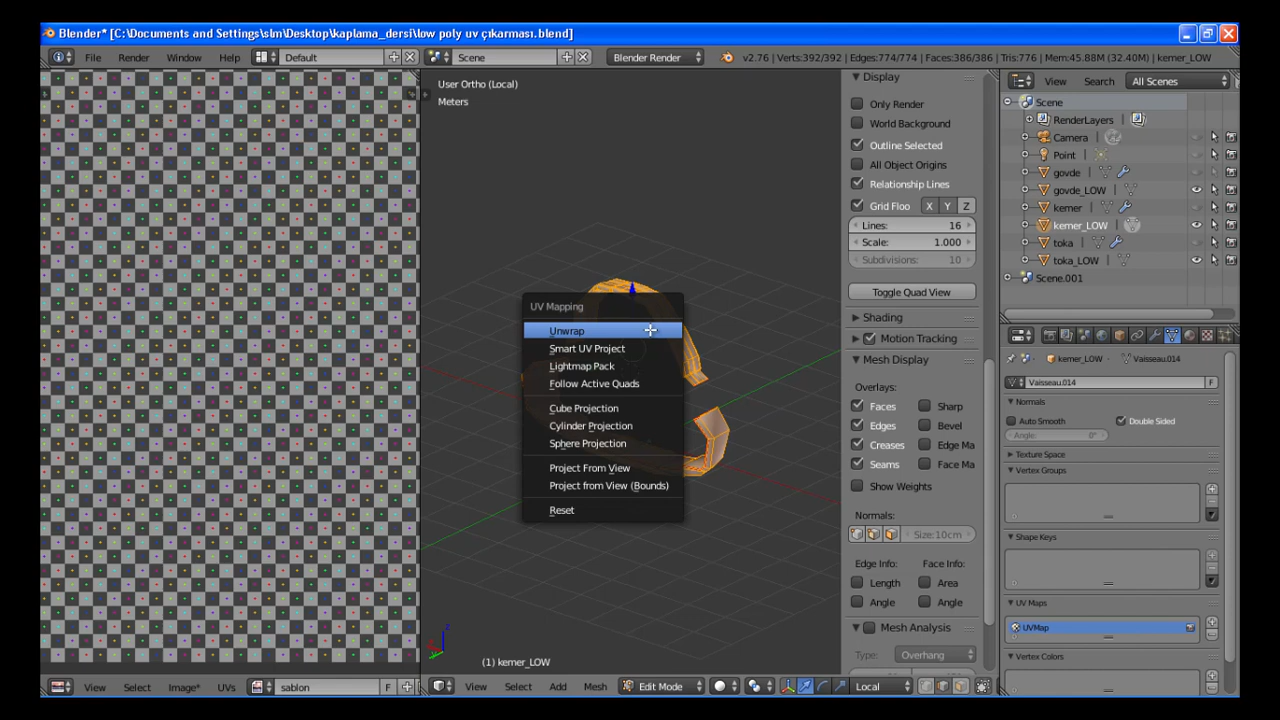 Blender* [C:\Documents and Settings\slm\Desktop\kaplama_dersi\low poly uv çıkarması.blend]
File Render Window Help Default Scene Blender Render v2.76 | Verts:392/392 | Edges:774/774 | Faces:386/386 | Tris:776 | Mem:45.88M (32.40M) | kemer_LOW
User Ortho (Local)
Meters
UV Mapping
Unwrap
Smart UV Project
Lightmap Pack
Follow Active Quads
Cube Projection
Cylinder Projection
Sphere Projection
Project From View
Project from View (Bounds)
Reset
(1) kemer_LOW
Display
Only Render
World Background
Outline Selected
All Object Origins
Relationship Lines
Grid Floo X Y Z
Lines: 16
Scale: 1.000
Subdivisions: 10
Toggle Quad View
Shading
Motion Tracking
Mesh Display
Overlays:
Faces Sharp
Edges Bevel
Creases Edge Ma
Seams Face Ma
Show Weights
Normals:
Size:10cm
Edge Info: Face Info:
Length Area
Angle Angle
Mesh Analysis
Type: Overhang
View Search All Scenes
Scene
RenderLayers
Camera
Point
govde
govde_LOW
kemer
kemer_LOW
toka
toka_LOW
Scene.001
kemer_LOW Vaisseau.014
Vaisseau.014 F
Normals
Auto Smooth Double Sided
Angle: 0°
Texture Space
Vertex Groups
Shape Keys
UV Maps
UVMap
Vertex Colors
View Select Image* UVs sablon F
View Select Add Mesh Edit Mode Local